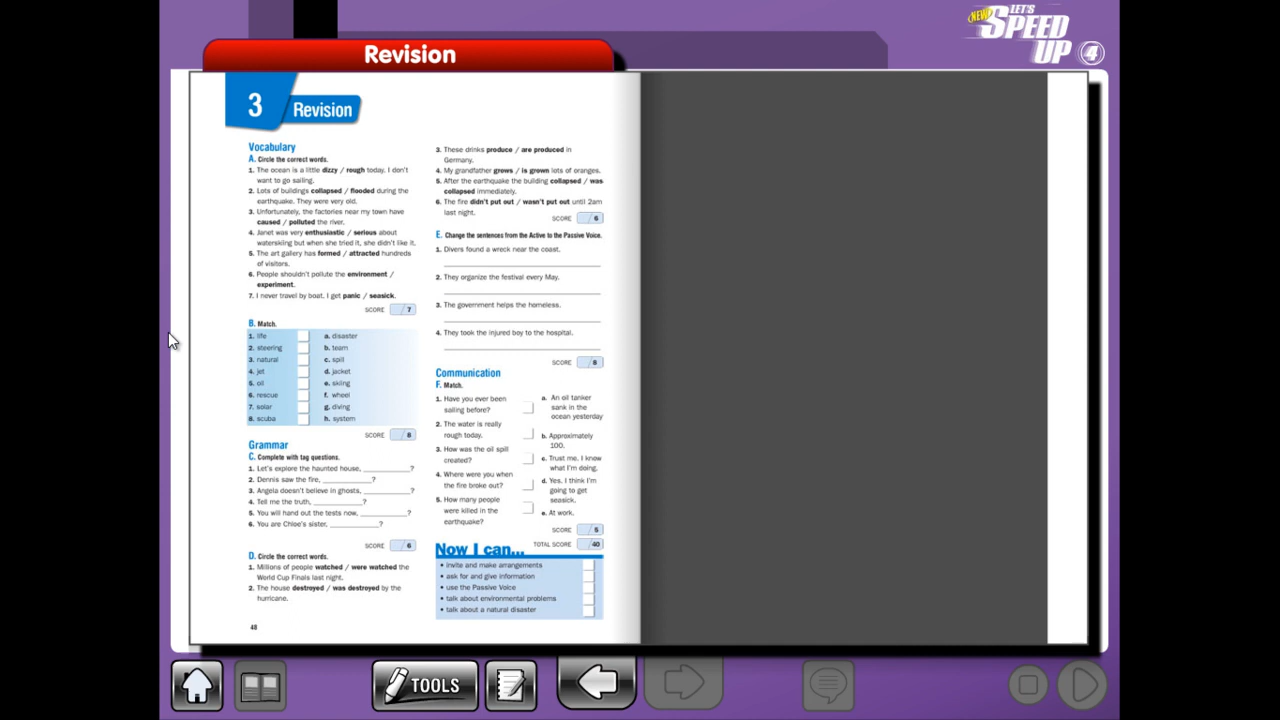 NEW LET'S
SPEED
UP 4
Revision
3 Revision
Vocabulary
A. Circle the correct words.
1. The ocean is a little dizzy / rough today. I don't
want to go sailing.
2. Lots of buildings collapsed / flooded during the
earthquake. They were very old.
3. Unfortunately, the factories near my town have
caused / polluted the river.
4. Janet was very enthusiastic / serious about
waterskiing but when she tried it, she didn't like it.
5. The art gallery has formed / attracted hundreds
of visitors.
6. People shouldn't pollute the environment /
experiment.
7. I never travel by boat. I get panic / seasick.
SCORE /7
B. Match.
1. life a. disaster
2. steering b. team
3. natural c. spill
4. jet d. jacket
5. oil e. skiing
6. rescue f. wheel
7. solar g. diving
8. scuba h. system
SCORE /8
Grammar
C. Complete with tag questions.
1. Let's explore the haunted house, __________?
2. Dennis saw the fire, __________?
3. Angela doesn't believe in ghosts, __________?
4. Tell me the truth, __________?
5. You will hand out the tests now, __________?
6. You are Chloe's sister, __________?
SCORE /6
D. Circle the correct words.
1. Millions of people watched / were watched the
World Cup Finals last night.
2. The house destroyed / was destroyed by the
hurricane.
48
3. These drinks produce / are produced in
Germany.
4. My grandfather grows / is grown lots of oranges.
5. After the earthquake the building collapsed / was
collapsed immediately.
6. The fire didn't put out / wasn't put out until 2am
last night.
SCORE /6
E. Change the sentences from the Active to the Passive Voice.
1. Divers found a wreck near the coast.
2. They organize the festival every May.
3. The government helps the homeless.
4. They took the injured boy to the hospital.
SCORE /8
Communication
F. Match.
1. Have you ever been
sailing before?
2. The water is really
rough today.
3. How was the oil spill
created?
4. Where were you when
the fire broke out?
5. How many people
were killed in the
earthquake?
a. An oil tanker
sank in the
ocean yesterday
b. Approximately
100.
c. Trust me. I know
what I'm doing.
d. Yes. I think I'm
going to get
seasick.
e. At work.
SCORE /5
TOTAL SCORE /40
Now I can...
• invite and make arrangements
• ask for and give information
• use the Passive Voice
• talk about environmental problems
• talk about a natural disaster
TOOLS